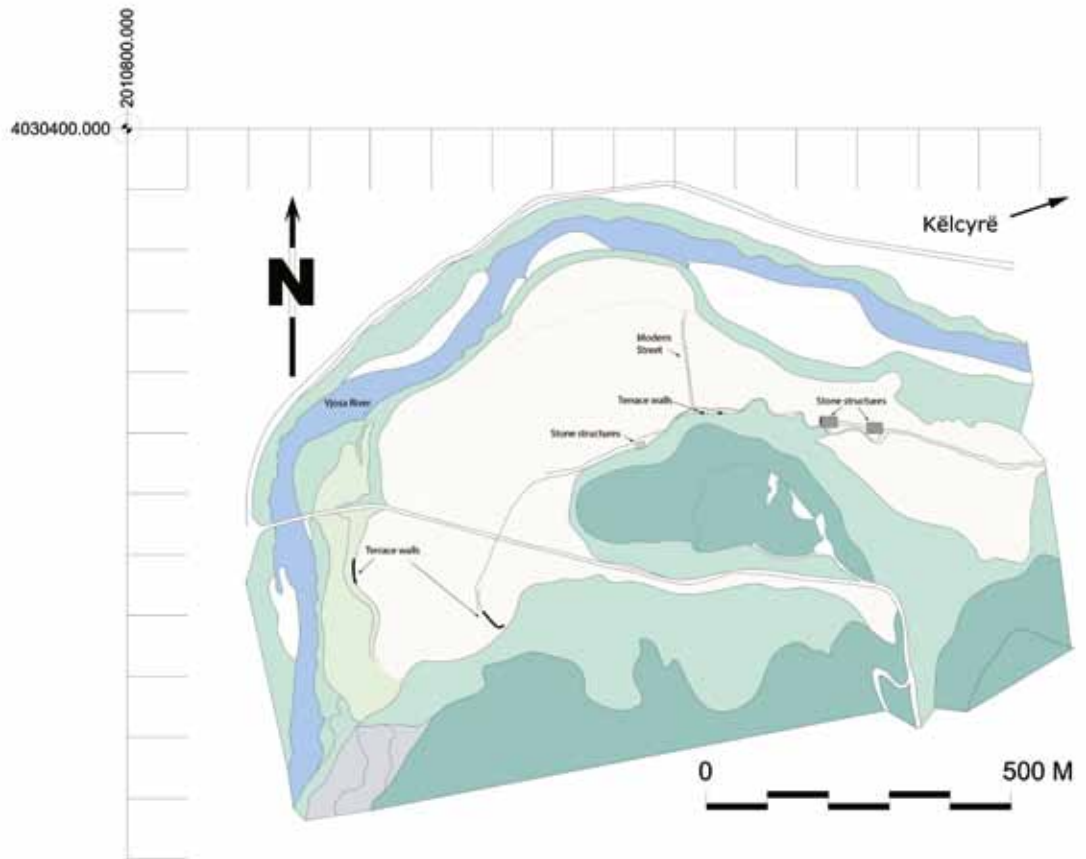 2010800.000
4030400.000
Këlcyrë
N
Modern
Street
Terrace walls
Stone structures
Vjosa River
Stone structures
Terrace walls
0 500 M